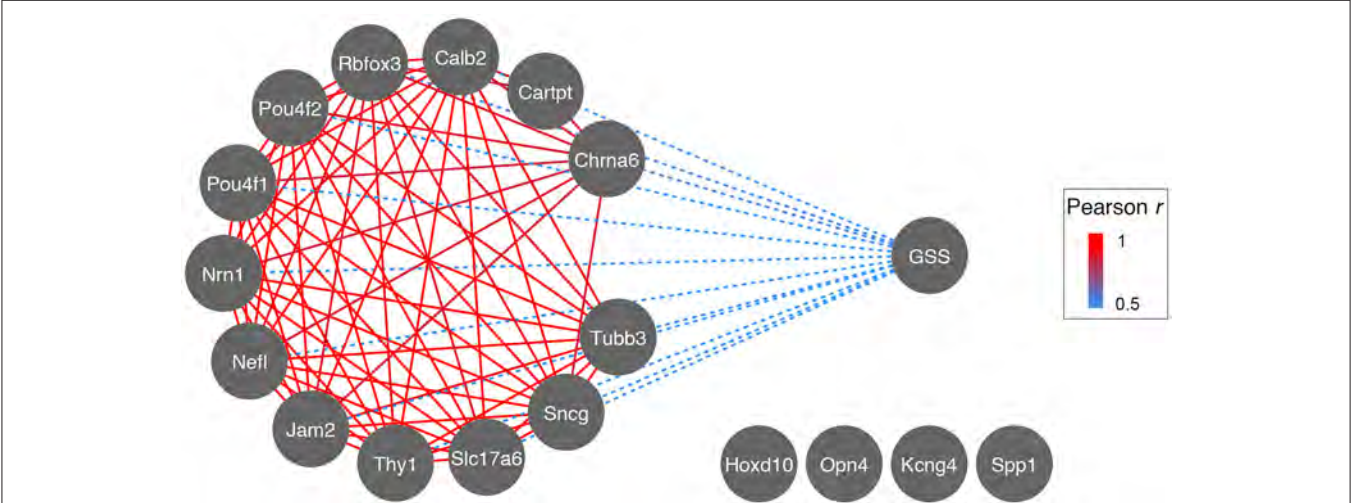 Rbfox3
Calb2
Cartpt
Pou4f2
Chrna6
Pou4f1
Nrn1
Nefl
Jam2
Thy1
Slc17a6
Sncg
Tubb3
GSS
Pearson r
1
0.5
Hoxd10
Opn4
Kcng4
Spp1